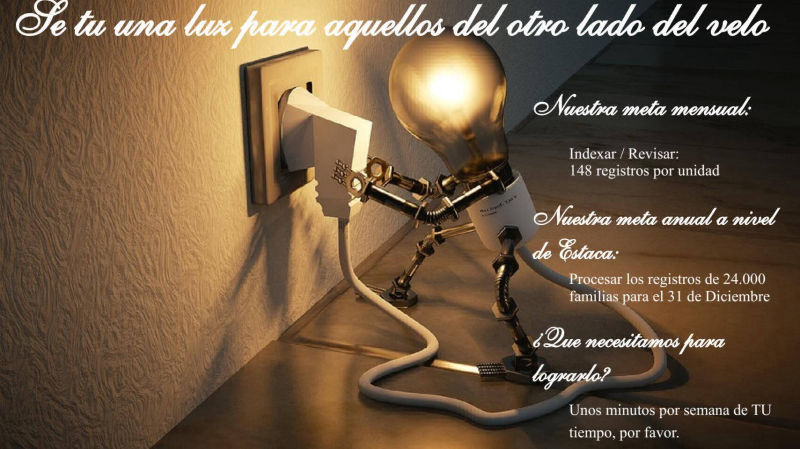 Se tu una luz para aquellos del otro lado del velo
Nuestra meta mensual:
Indexar / Revisar:
148 registros por unidad
Nuestra meta anual a nivel
de Estaca:
Procesar los registros de 24.000
familias para el 31 de Diciembre
¿Que necesitamos para
lograrlo?
Unos minutos por semana de TU
tiempo, por favor.